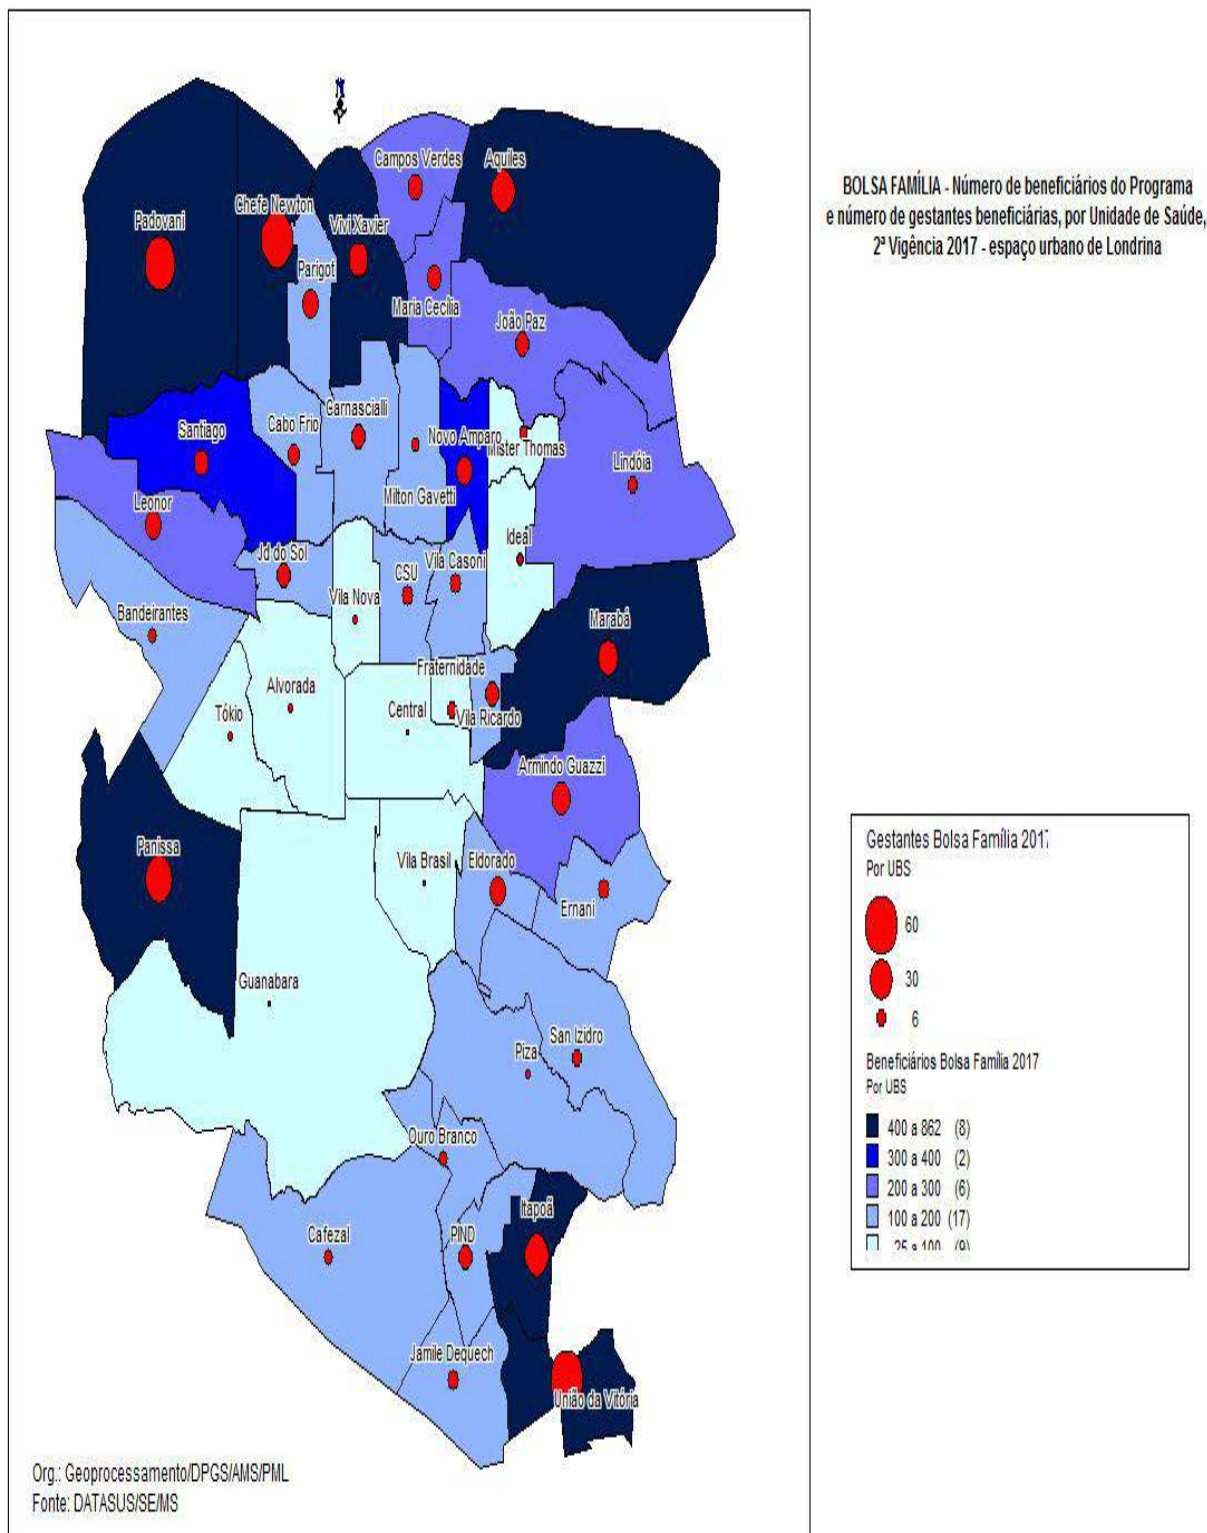 N
Campos Verdes
Aquiles
Padovani
Chefe Newton
Vivi Xavier
Parigot
Maria Cecília
João Paz
Santiago
Cabo Frio
Carnascialli
Novo Amparo
Mister Thomas
Milton Gavetti
Lindóia
Leonor
Jd do Sol
Vila Nova
CSU
Vila Casoni
Ideal
Bandeirantes
Marabá
Fraternidade
Alvorada
Tókio
Central
Vila Ricardo
Armindo Guazzi
Panissa
Vila Brasil
Eldorado
Ernani
Guanabara
Piza
San Izidro
Ouro Branco
Cafezal
PIND
Itapoã
Jamile Dequech
União da Vitória
Org.: Geoprocessamento/DPGS/AMS/PML
Fonte: DATASUS/SE/MS
BOLSA FAMÍLIA - Número de beneficiários do Programa
e número de gestantes beneficiárias, por Unidade de Saúde,
2ª Vigência 2017 - espaço urbano de Londrina
Gestantes Bolsa Família 2017
Por UBS
60
30
6
Beneficiários Bolsa Família 2017
Por UBS
400 a 862 (8)
300 a 400 (2)
200 a 300 (6)
100 a 200 (17)
25 a 100 (9)